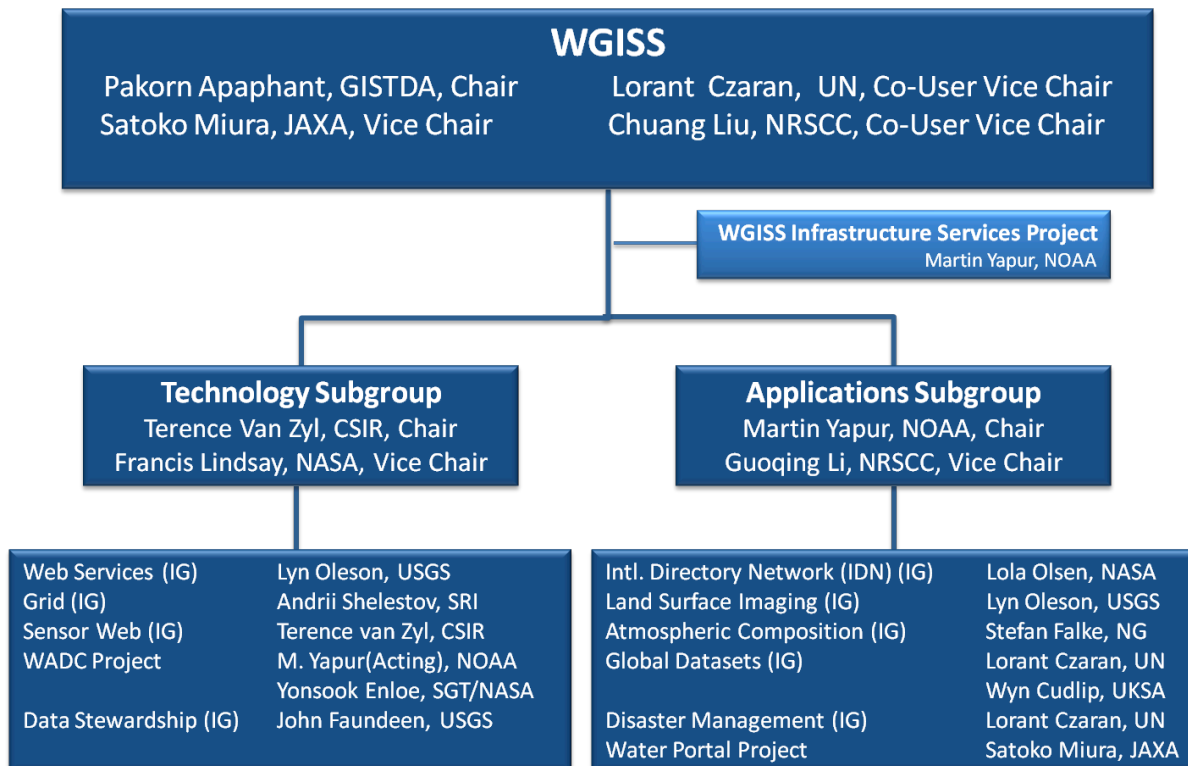 WGISS
Pakorn Apaphant, GISTDA, Chair
Lorant Czaran, UN, Co-User Vice Chair
Satoko Miura, JAXA, Vice Chair
Chuang Liu, NRSCC, Co-User Vice Chair
WGISS Infrastructure Services Project
Martin Yapur, NOAA
Technology Subgroup
Terence Van Zyl, CSIR, Chair
Francis Lindsay, NASA, Vice Chair
Applications Subgroup
Martin Yapur, NOAA, Chair
Guoqing Li, NRSCC, Vice Chair
Web Services (IG) Lyn Oleson, USGS
Grid (IG) Andrii Shelestov, SRI
Sensor Web (IG) Terence van Zyl, CSIR
WADC Project M. Yapur(Acting), NOAA
Yonsook Enloe, SGT/NASA
Data Stewardship (IG) John Faundeen, USGS
Intl. Directory Network (IDN) (IG) Lola Olsen, NASA
Land Surface Imaging (IG) Lyn Oleson, USGS
Atmospheric Composition (IG) Stefan Falke, NG
Global Datasets (IG) Lorant Czaran, UN
Wyn Cudlip, UKSA
Disaster Management (IG) Lorant Czaran, UN
Water Portal Project Satoko Miura, JAXA